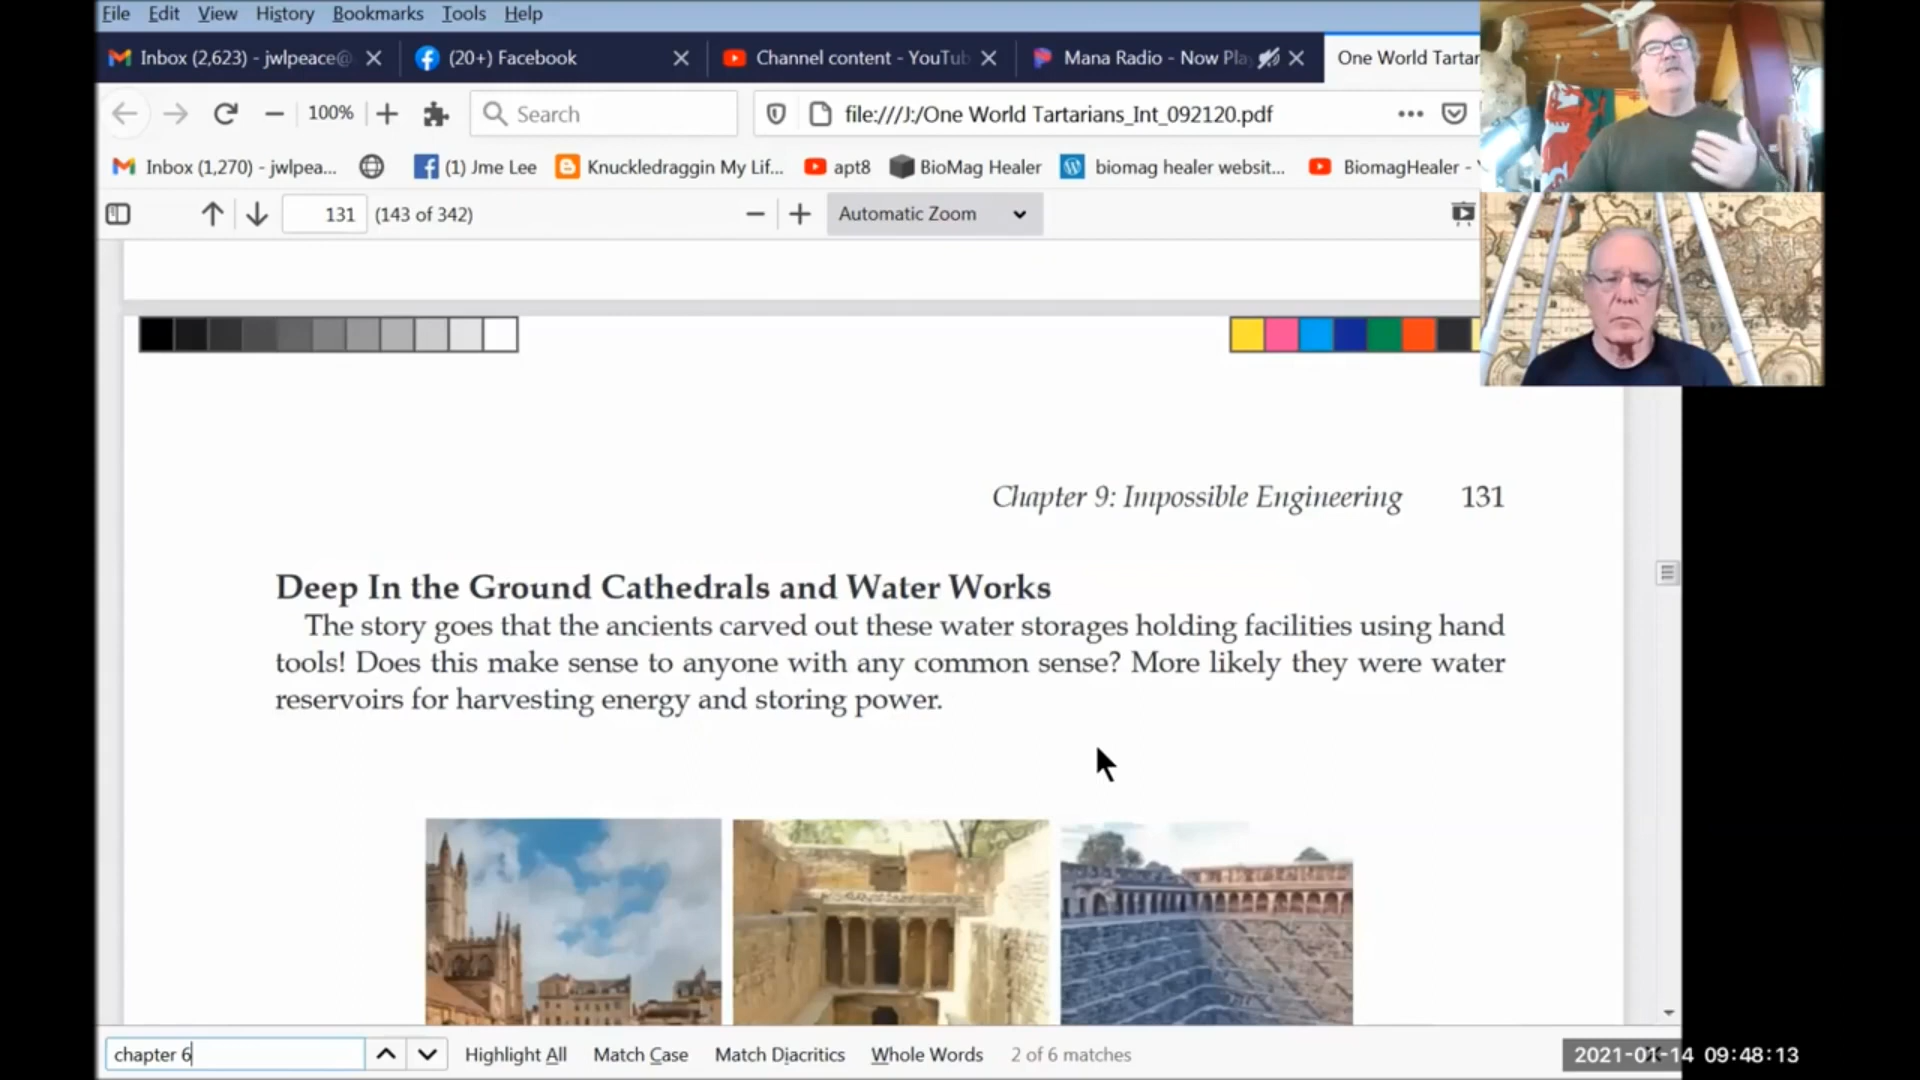 File Edit View History Bookmarks Tools Help
Inbox (2,623) - jwlpeace@ (20+) Facebook Channel content - YouTub Mana Radio - Now Pla One World Tartar
100% Search file:///J:/One World Tartarians_Int_092120.pdf
Inbox (1,270) - jwlpea... (1) Jme Lee Knuckledraggin My Lif... apt8 BioMag Healer biomag healer websit... BiomagHealer - Y
131 (143 of 342) Automatic Zoom
Chapter 9: Impossible Engineering 131
Deep In the Ground Cathedrals and Water Works
The story goes that the ancients carved out these water storages holding facilities using hand
tools! Does this make sense to anyone with any common sense? More likely they were water
reservoirs for harvesting energy and storing power.
chapter 6 Highlight All Match Case Match Diacritics Whole Words 2 of 6 matches
2021-01-14 09:48:13